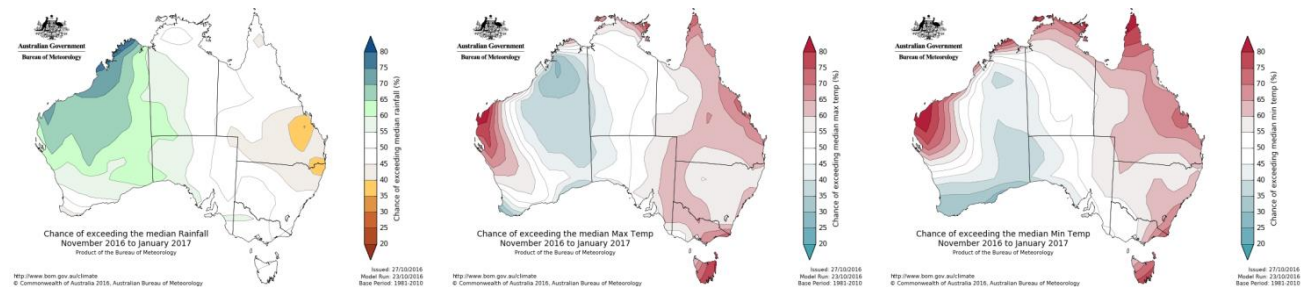 Australian Government
Bureau of Meteorology
80
75
70
65
60
55
50
45
40
35
30
25
20
Chance of exceeding median rainfall (%)
Chance of exceeding the median Rainfall
November 2016 to January 2017
Product of the Bureau of Meteorology
http://www.bom.gov.au/climate
© Commonwealth of Australia 2016, Australian Bureau of Meteorology
Issued: 27/10/2016
Model Run: 23/10/2016
Base Period: 1981-2010
Australian Government
Bureau of Meteorology
80
75
70
65
60
55
50
45
40
35
30
25
20
Chance of exceeding median max temp (%)
Chance of exceeding the median Max Temp
November 2016 to January 2017
Product of the Bureau of Meteorology
http://www.bom.gov.au/climate
© Commonwealth of Australia 2016, Australian Bureau of Meteorology
Issued: 27/10/2016
Model Run: 23/10/2016
Base Period: 1981-2010
Australian Government
Bureau of Meteorology
80
75
70
65
60
55
50
45
40
35
30
25
20
Chance of exceeding median min temp (%)
Chance of exceeding the median Min Temp
November 2016 to January 2017
Product of the Bureau of Meteorology
http://www.bom.gov.au/climate
© Commonwealth of Australia 2016, Australian Bureau of Meteorology
Issued: 27/10/2016
Model Run: 23/10/2016
Base Period: 1981-2010